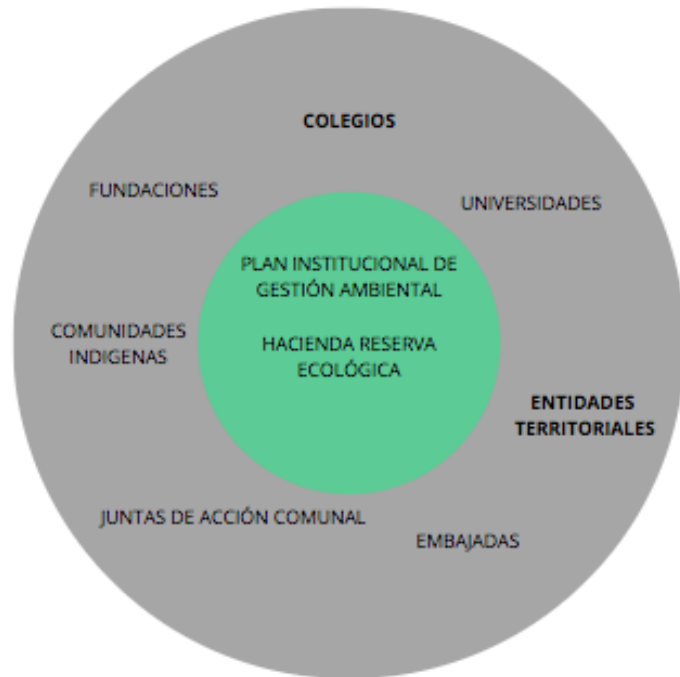 COLEGIOS
FUNDACIONES
UNIVERSIDADES
PLAN INSTITUCIONAL DE
GESTIÓN AMBIENTAL
HACIENDA RESERVA
ECOLÓGICA
COMUNIDADES
INDIGENAS
ENTIDADES
TERRITORIALES
JUNTAS DE ACCIÓN COMUNAL
EMBAJADAS